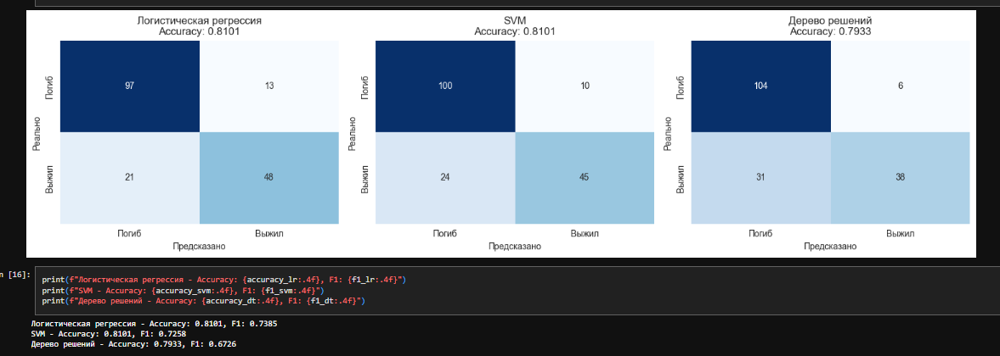 Логистическая регрессия
Accuracy: 0.8101
Погиб
97
13
Реально
Выжил
21
48
Погиб
Выжил
Предсказано
SVM
Accuracy: 0.8101
Погиб
100
10
Реально
Выжил
24
45
Погиб
Выжил
Предсказано
Дерево решений
Accuracy: 0.7933
Погиб
104
6
Реально
Выжил
31
38
Погиб
Выжил
Предсказано
n [16]:
print(f"Логистическая регрессия - Accuracy: {accuracy_lr:.4f}, F1: {f1_lr:.4f}")
print(f"SVM - Accuracy: {accuracy_svm:.4f}, F1: {f1_svm:.4f}")
print(f"Дерево решений - Accuracy: {accuracy_dt:.4f}, F1: {f1_dt:.4f}")
Логистическая регрессия - Accuracy: 0.8101, F1: 0.7385
SVM - Accuracy: 0.8101, F1: 0.7258
Дерево решений - Accuracy: 0.7933, F1: 0.6726